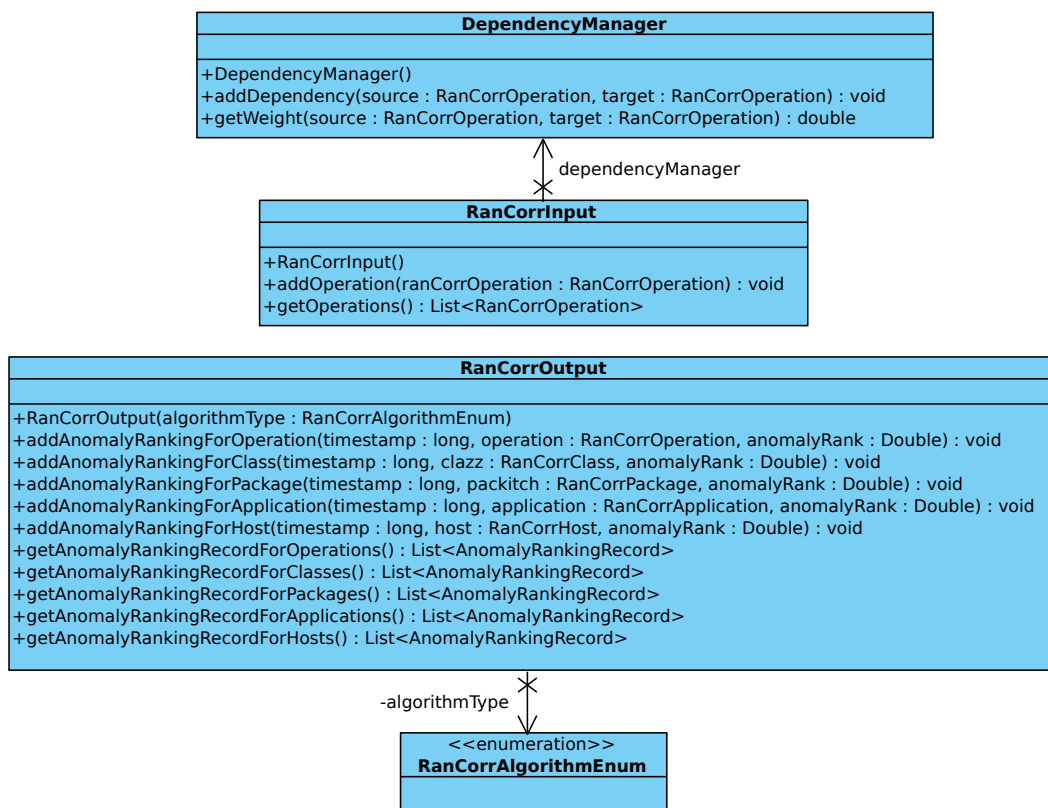 DependencyManager
+DependencyManager()
+addDependency(source : RanCorrOperation, target : RanCorrOperation) : void
+getWeight(source : RanCorrOperation, target : RanCorrOperation) : double
dependencyManager
RanCorrInput
+RanCorrInput()
+addOperation(ranCorrOperation : RanCorrOperation) : void
+getOperations() : List<RanCorrOperation>
RanCorrOutput
+RanCorrOutput(algorithmType : RanCorrAlgorithmEnum)
+addAnomalyRankingForOperation(timestamp : long, operation : RanCorrOperation, anomalyRank : Double) : void
+addAnomalyRankingForClass(timestamp : long, clazz : RanCorrClass, anomalyRank : Double) : void
+addAnomalyRankingForPackage(timestamp : long, packitch : RanCorrPackage, anomalyRank : Double) : void
+addAnomalyRankingForApplication(timestamp : long, application : RanCorrApplication, anomalyRank : Double) : void
+addAnomalyRankingForHost(timestamp : long, host : RanCorrHost, anomalyRank : Double) : void
+getAnomalyRankingRecordForOperations() : List<AnomalyRankingRecord>
+getAnomalyRankingRecordForClasses() : List<AnomalyRankingRecord>
+getAnomalyRankingRecordForPackages() : List<AnomalyRankingRecord>
+getAnomalyRankingRecordForApplications() : List<AnomalyRankingRecord>
+getAnomalyRankingRecordForHosts() : List<AnomalyRankingRecord>
-algorithmType
<<enumeration>>
RanCorrAlgorithmEnum